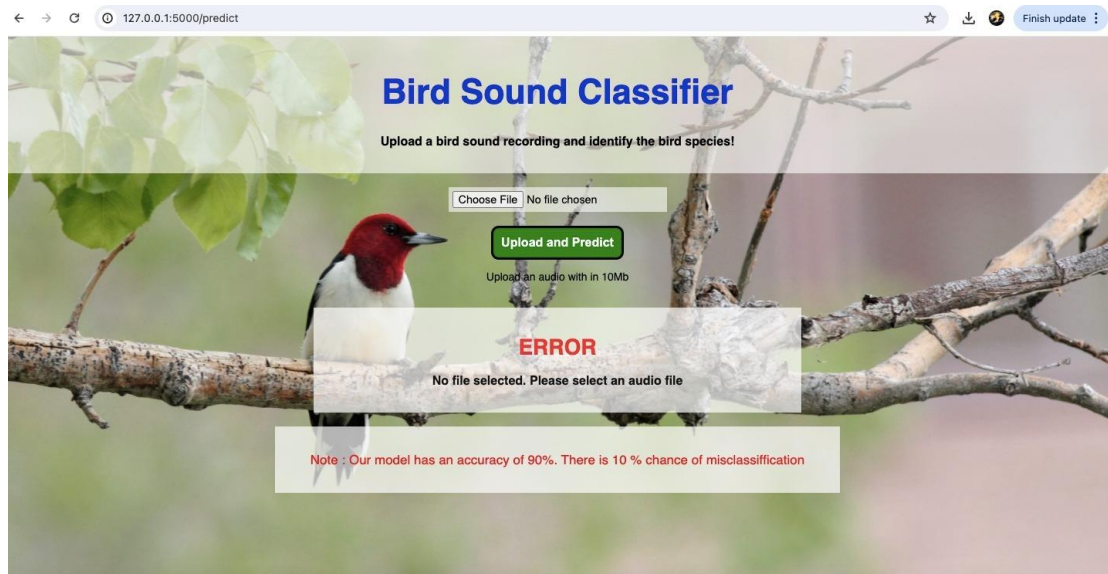 127.0.0.1:5000/predict
Finish update
Bird Sound Classifier
Upload a bird sound recording and identify the bird species!
Choose File No file chosen
Upload and Predict
Upload an audio with in 10Mb
ERROR
No file selected. Please select an audio file
Note : Our model has an accuracy of 90%. There is 10 % chance of misclassiffication